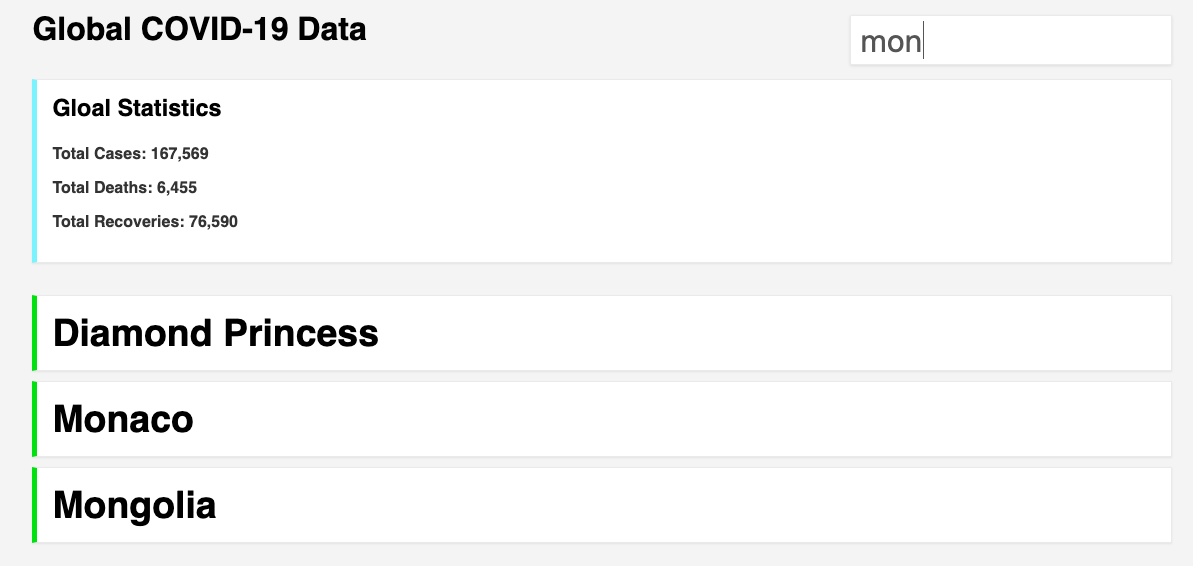 Global COVID-19 Data
mon
Gloal Statistics
Total Cases: 167,569
Total Deaths: 6,455
Total Recoveries: 76,590
Diamond Princess
Monaco
Mongolia